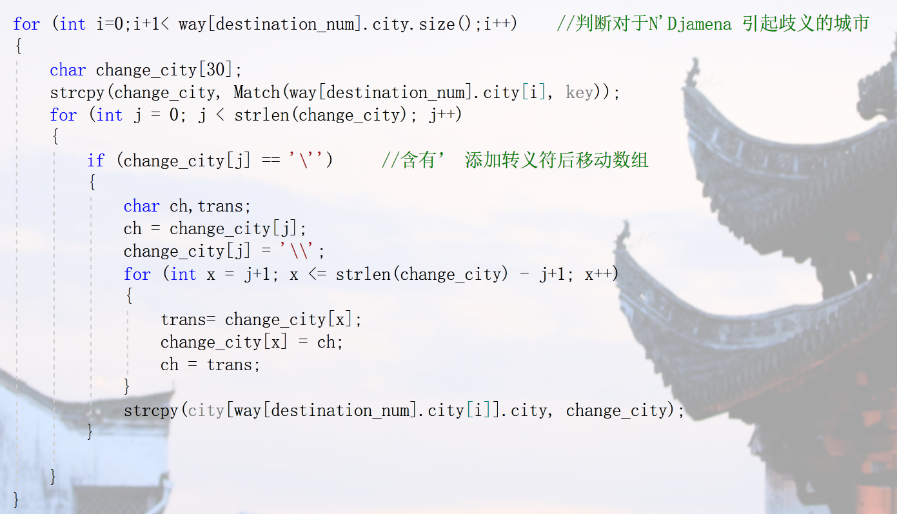 for (int i=0;i+1< way[destination_num].city.size();i++)    //判断对于N'Djamena 引起歧义的城市
{
    char change_city[30];
    strcpy(change_city, Match(way[destination_num].city[i], key));
    for (int j = 0; j < strlen(change_city); j++)
    {
        if (change_city[j] == '\'')     //含有’ 添加转义符后移动数组
        {
            char ch,trans;
            ch = change_city[j];
            change_city[j] = '\\';
            for (int x = j+1; x <= strlen(change_city) - j+1; x++)
            {
                trans= change_city[x];
                change_city[x] = ch;
                ch = trans;
            }
            strcpy(city[way[destination_num].city[i]].city, change_city);
        }
    }
}